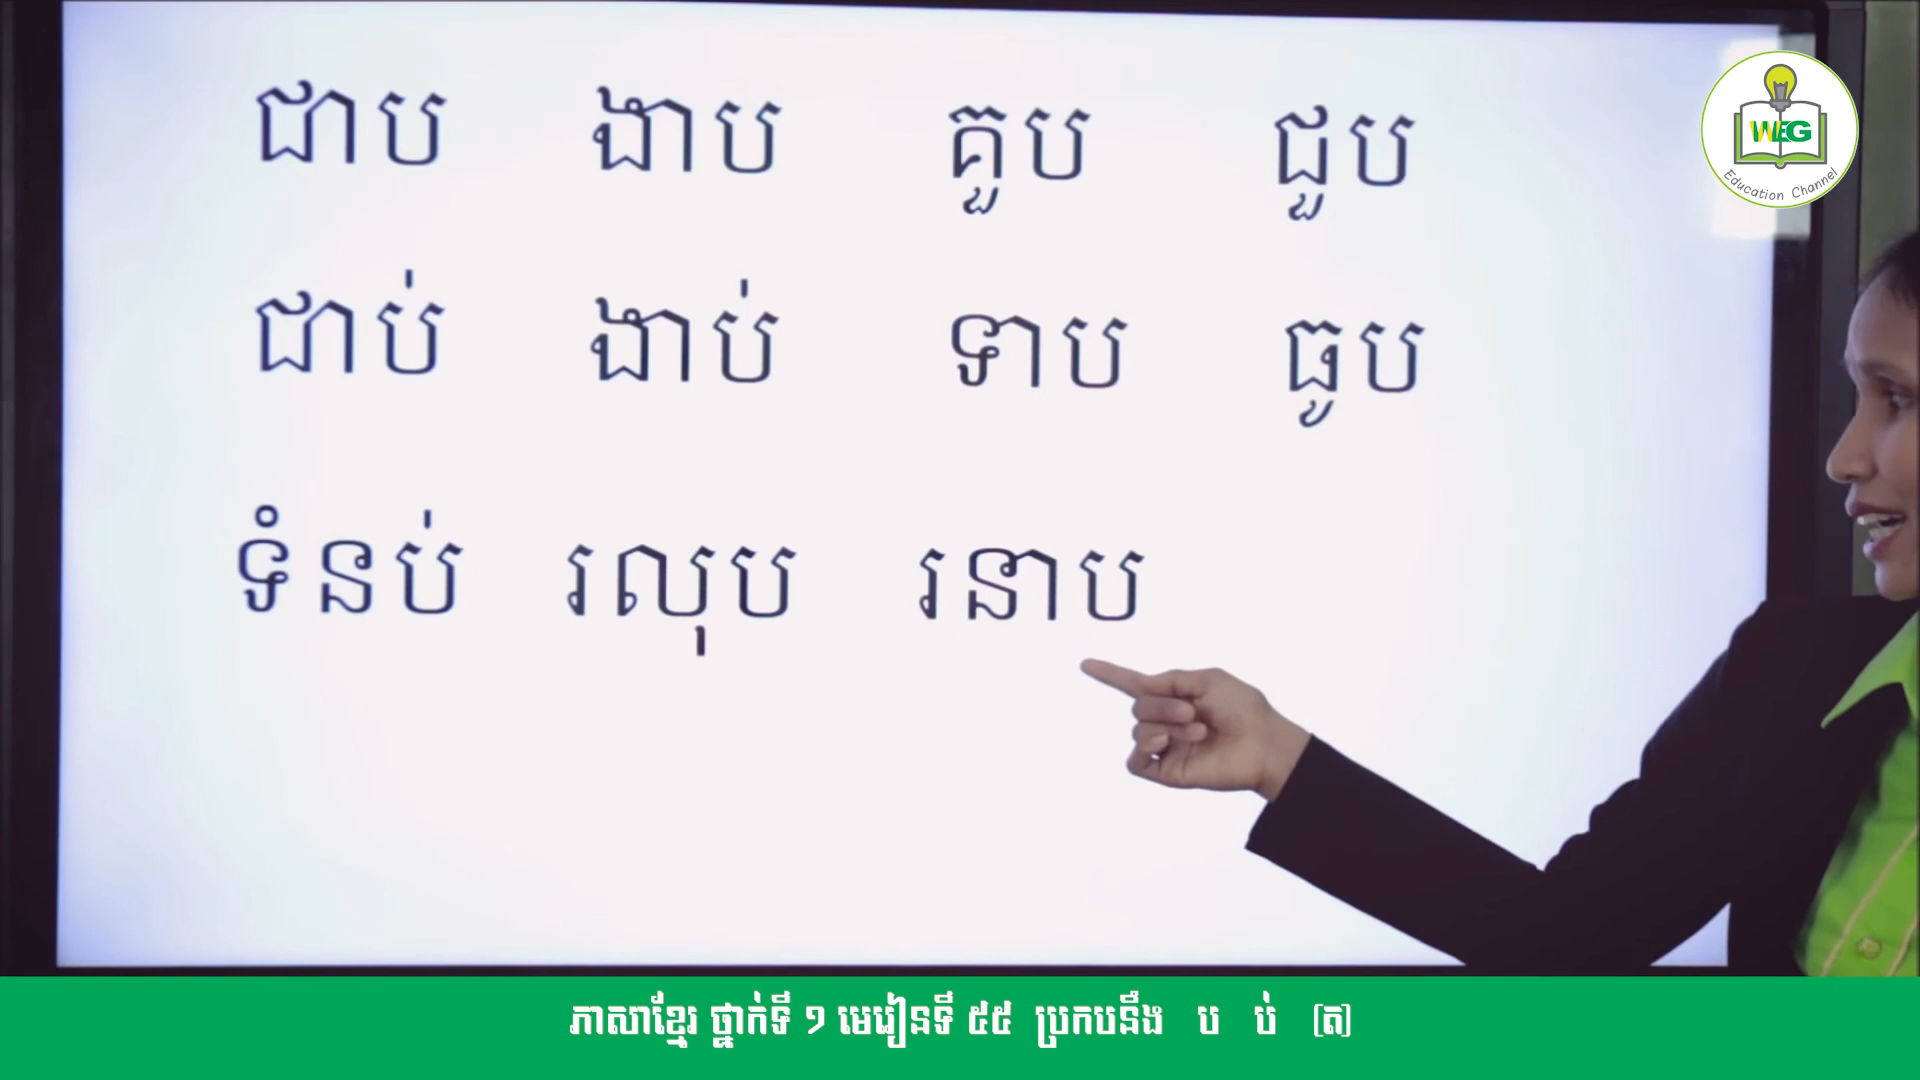 ជាប ងាប គួប ជួប
ជាប់ ងាប់ ទាប ធូប
ទំនប់ រលុប រនាប
WEG
Education Channel
ភាសាខ្មែរ ថ្នាក់ទី ១ មេរៀនទី ៥៥ ប្រកបនឹង ប ប់ (ត)